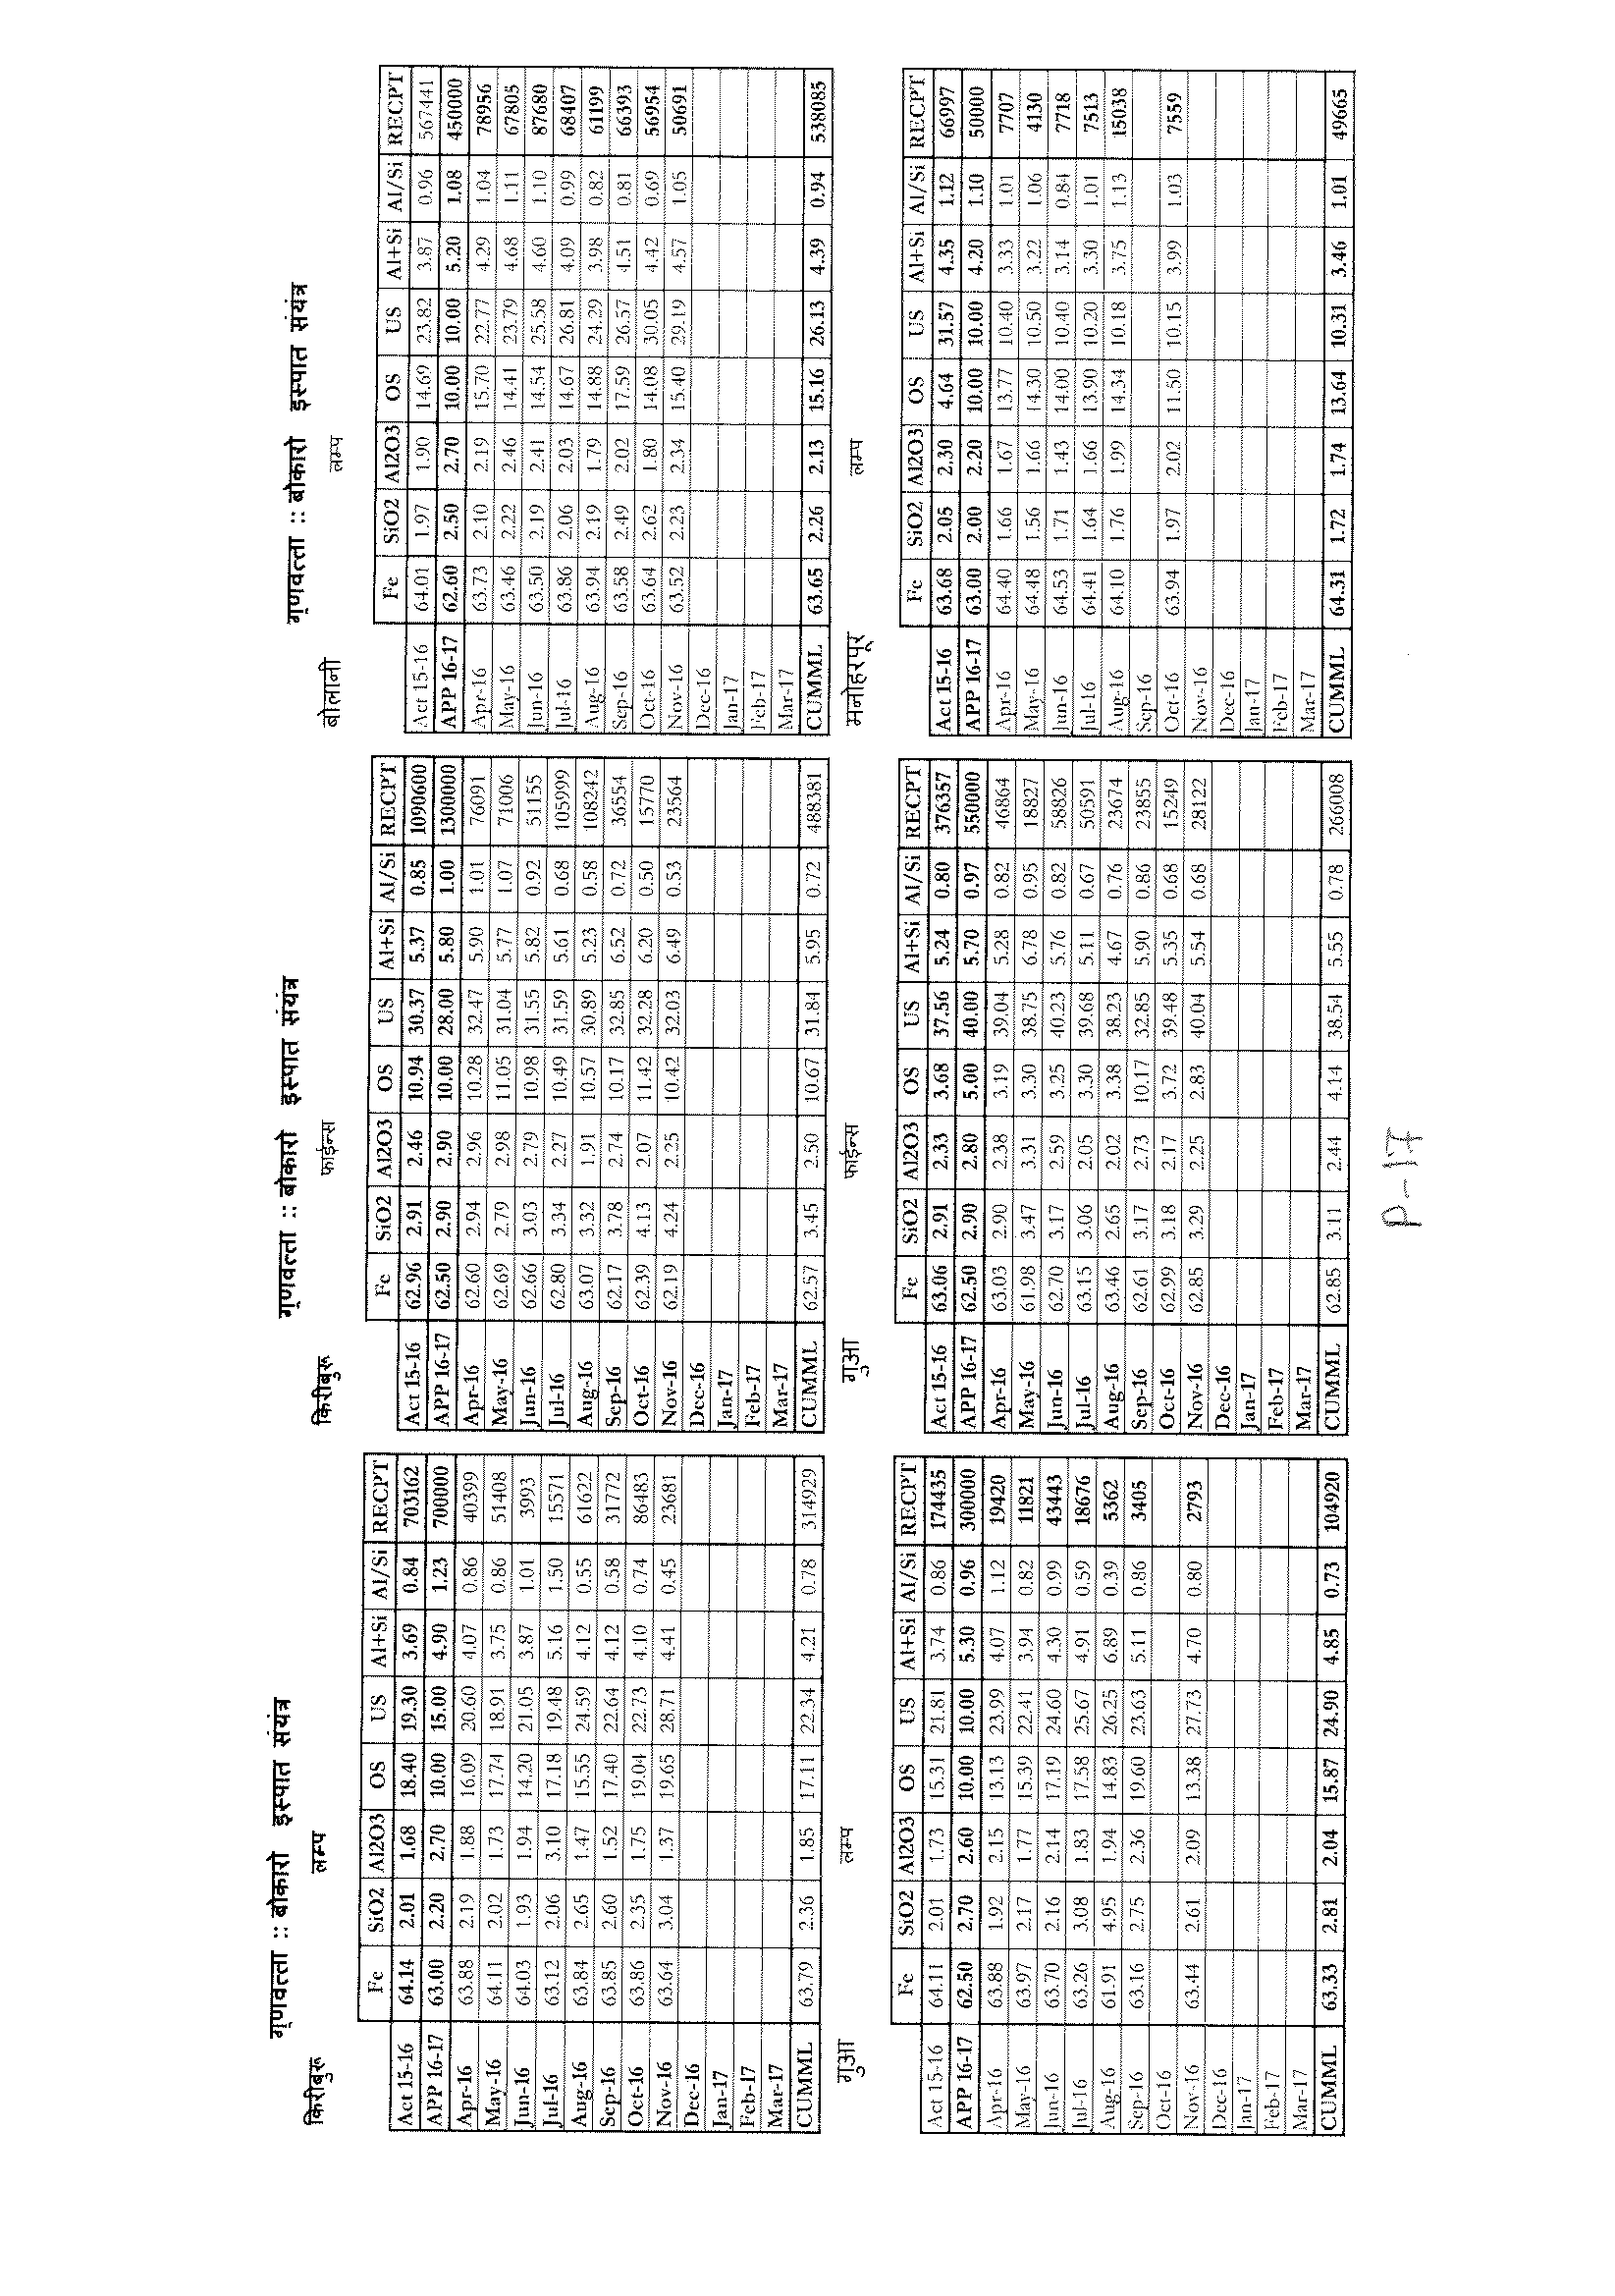 गुणवत्ता :: बोकारो इस्पात संयंत्र
किरीबुरू लम्प
Fe SiO2 Al2O3 OS US Al+Si Al/Si RECPT
Act 15-16 64.14 2.01 1.68 18.40 19.30 3.69 0.84 703162
APP 16-17 63.00 2.20 2.70 10.00 15.00 4.90 1.23 700000
Apr-16 63.88 2.19 1.88 16.09 20.60 4.07 0.86 40399
May-16 64.11 2.02 1.73 17.74 18.91 3.75 0.86 51408
Jun-16 64.03 1.93 1.94 14.20 21.05 3.87 1.01 3993
Jul-16 63.12 2.06 3.10 17.18 19.48 5.16 1.50 15571
Aug-16 63.84 2.65 1.47 15.55 24.59 4.12 0.55 61622
Sep-16 63.85 2.60 1.52 17.40 22.64 4.12 0.58 31772
Oct-16 63.86 2.35 1.75 19.04 22.73 4.10 0.74 86483
Nov-16 63.64 3.04 1.37 19.65 28.71 4.41 0.45 23681
Dec-16
Jan-17
Feb-17
Mar-17
CUMML 63.79 2.36 1.85 17.11 22.34 4.21 0.78 314929
गुणवत्ता :: बोकारो इस्पात संयंत्र
किरीबुरू फाईन्स
Fe SiO2 Al2O3 OS US Al+Si Al/Si RECPT
Act 15-16 62.96 2.91 2.46 10.94 30.37 5.37 0.85 1090600
APP 16-17 62.50 2.90 2.90 10.00 28.00 5.80 1.00 1300000
Apr-16 62.60 2.94 2.96 10.28 32.47 5.90 1.01 76091
May-16 62.69 2.79 2.98 11.05 31.04 5.77 1.07 71006
Jun-16 62.66 3.03 2.79 10.98 31.55 5.82 0.92 51155
Jul-16 62.80 3.34 2.27 10.49 31.59 5.61 0.68 105999
Aug-16 63.07 3.32 1.91 10.57 30.89 5.23 0.58 108242
Sep-16 62.17 3.78 2.74 10.17 32.85 6.52 0.72 36554
Oct-16 62.39 4.13 2.07 11.42 32.28 6.20 0.50 15770
Nov-16 62.19 4.24 2.25 10.42 32.03 6.49 0.53 23564
Dec-16
Jan-17
Feb-17
Mar-17
CUMML 62.57 3.45 2.50 10.67 31.84 5.95 0.72 488381
गुणवत्ता :: बोकारो इस्पात संयंत्र
बोलानी लम्प
Fe SiO2 Al2O3 OS US Al+Si Al/Si RECPT
Act 15-16 64.01 1.97 1.90 14.69 23.82 3.87 0.96 567441
APP 16-17 62.60 2.50 2.70 10.00 10.00 5.20 1.08 450000
Apr-16 63.73 2.10 2.19 15.70 22.77 4.29 1.04 78956
May-16 63.46 2.22 2.46 14.41 23.79 4.68 1.11 67805
Jun-16 63.50 2.19 2.41 14.54 25.58 4.60 1.10 87680
Jul-16 63.86 2.06 2.03 14.67 26.81 4.09 0.99 68407
Aug-16 63.94 2.19 1.79 14.88 24.29 3.98 0.82 61199
Sep-16 63.58 2.49 2.02 17.59 26.57 4.51 0.81 66393
Oct-16 63.64 2.62 1.80 14.08 30.05 4.42 0.69 56954
Nov-16 63.52 2.23 2.34 15.40 29.19 4.57 1.05 50691
Dec-16
Jan-17
Feb-17
Mar-17
CUMML 63.65 2.26 2.13 15.16 26.13 4.39 0.94 538085
गुआ लम्प
Fe SiO2 Al2O3 OS US Al+Si Al/Si RECPT
Act 15-16 64.11 2.01 1.73 15.31 21.81 3.74 0.86 174435
APP 16-17 62.50 2.70 2.60 10.00 10.00 5.30 0.96 300000
Apr-16 63.88 1.92 2.15 13.13 23.99 4.07 1.12 19420
May-16 63.97 2.17 1.77 15.39 22.41 3.94 0.82 11821
Jun-16 63.70 2.16 2.14 17.19 24.60 4.30 0.99 43443
Jul-16 63.26 3.08 1.83 17.58 25.67 4.91 0.59 18676
Aug-16 61.91 4.95 1.94 14.83 26.25 6.89 0.39 5362
Sep-16 63.16 2.75 2.36 19.60 23.63 5.11 0.86 3405
Oct-16
Nov-16 63.44 2.61 2.09 13.38 27.73 4.70 0.80 2793
Dec-16
Jan-17
Feb-17
Mar-17
CUMML 63.33 2.81 2.04 15.87 24.90 4.85 0.73 104920
गुआ फाईन्स
Fe SiO2 Al2O3 OS US Al+Si Al/Si RECPT
Act 15-16 63.06 2.91 2.33 3.68 37.56 5.24 0.80 376357
APP 16-17 62.50 2.90 2.80 5.00 40.00 5.70 0.97 550000
Apr-16 63.03 2.90 2.38 3.19 39.04 5.28 0.82 46864
May-16 61.98 3.47 3.31 3.30 38.75 6.78 0.95 18827
Jun-16 62.70 3.17 2.59 3.25 40.23 5.76 0.82 58826
Jul-16 63.15 3.06 2.05 3.30 39.68 5.11 0.67 50591
Aug-16 63.46 2.65 2.02 3.38 38.23 4.67 0.76 23674
Sep-16 62.61 3.17 2.73 10.17 32.85 5.90 0.86 23855
Oct-16 62.99 3.18 2.17 3.72 39.48 5.35 0.68 15249
Nov-16 62.85 3.29 2.25 2.83 40.04 5.54 0.68 28122
Dec-16
Jan-17
Feb-17
Mar-17
CUMML 62.85 3.11 2.44 4.14 38.54 5.55 0.78 266008
मनोहरपूर लम्प
Fe SiO2 Al2O3 OS US Al+Si Al/Si RECPT
Act 15-16 63.68 2.05 2.30 4.64 31.57 4.35 1.12 66997
APP 16-17 63.00 2.00 2.20 10.00 10.00 4.20 1.10 50000
Apr-16 64.40 1.66 1.67 13.77 10.40 3.33 1.01 7707
May-16 64.48 1.56 1.66 14.30 10.50 3.22 1.06 4130
Jun-16 64.53 1.71 1.43 14.00 10.40 3.14 0.84 7718
Jul-16 64.41 1.64 1.66 13.90 10.20 3.30 1.01 7513
Aug-16 64.10 1.76 1.99 14.34 10.18 3.75 1.13 15038
Sep-16
Oct-16 63.94 1.97 2.02 11.50 10.15 3.99 1.03 7559
Nov-16
Dec-16
Jan-17
Feb-17
Mar-17
CUMML 64.31 1.72 1.74 13.64 10.31 3.46 1.01 49665
P-17